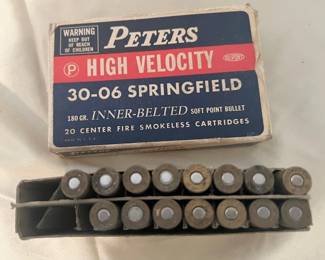 WARNING
KEEP OUT
OF REACH
OF CHILDREN
PETERS
P
HIGH VELOCITY
DUPONT
30-06 SPRINGFIELD
180 GR. INNER-BELTED SOFT POINT BULLET
20 CENTER FIRE SMOKELESS CARTRIDGES